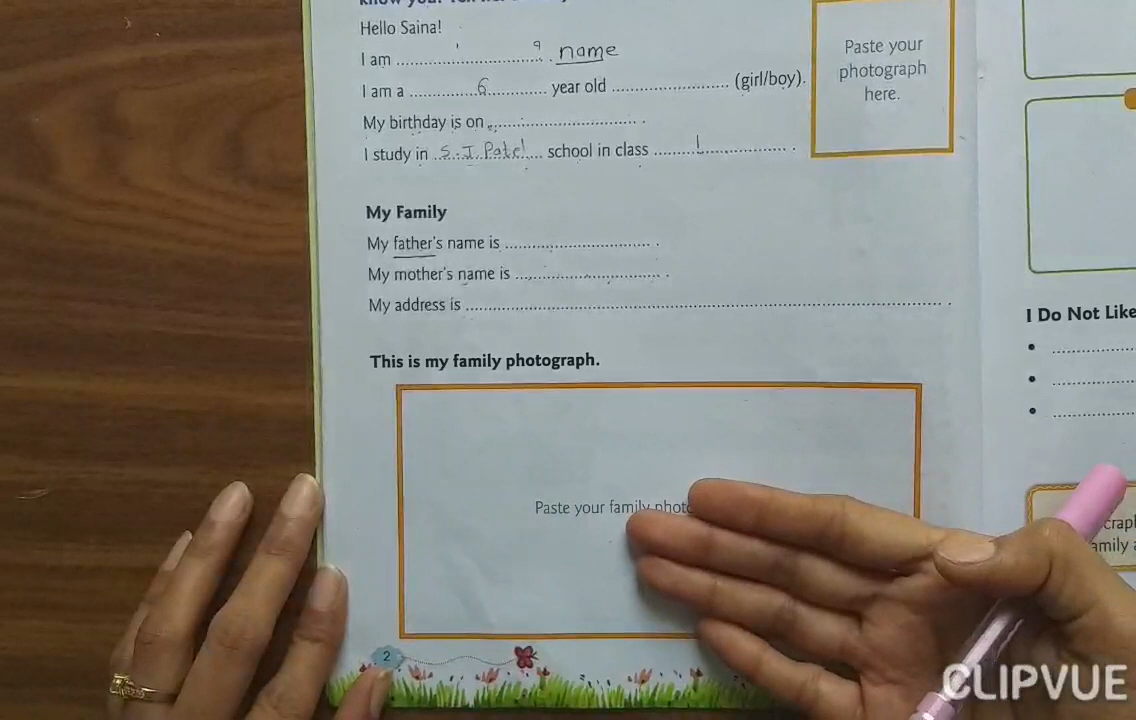 Hello Saina!
I am ............................ . name
I am a ........... 6 ........... year old ........................ (girl/boy).
My birthday is on ............................ .
I study in S. I. Patel school in class ......... 1 ................. .
Paste your
photograph
here.
My Family
My father's name is ............................ .
My mother's name is ............................ .
My address is ........................................................................................ .
This is my family photograph.
Paste your family
2
I Do Not Like
CLIPVUE